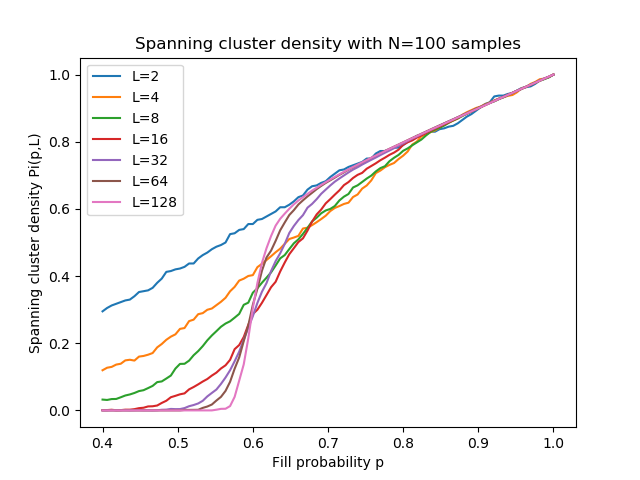 Spanning cluster density with N=100 samples
Spanning cluster density Pi(p,L)
1.0
0.8
0.6
0.4
0.2
0.0
L=2
L=4
L=8
L=16
L=32
L=64
L=128
0.4 0.5 0.6 0.7 0.8 0.9 1.0
Fill probability p